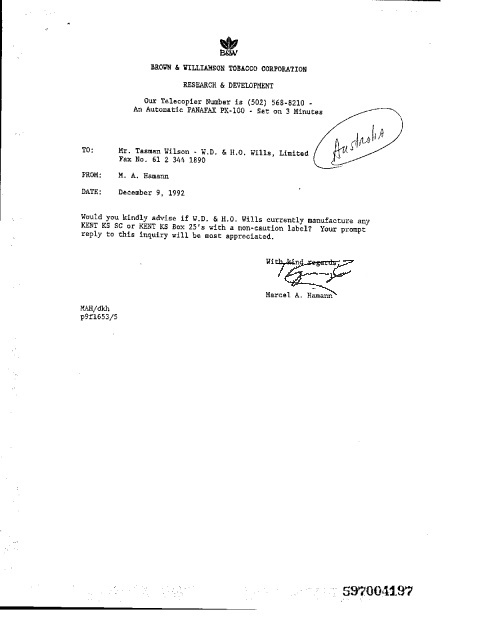 B&W
BROWN & WILLIAMSON TOBACCO CORPORATION
RESEARCH & DEVELOPMENT
Our Telecopier Number is (502) 568-8210 -
An Automatic PANAFAX PX-100 - Set on 3 Minutes
Australia
TO: Mr. Tasman Wilson - W.D. & H.O. Wills, Limited
Fax No. 61 2 344 1890
FROM: M. A. Hamann
DATE: December 9, 1992
Would you kindly advise if W.D. & H.O. Wills currently manufacture any
KENT KS SC or KENT KS Box 25's with a non-caution label? Your prompt
reply to this inquiry will be most appreciated.
With kind regards,
Marcel A. Hamann
MAH/dkh
p9f1653/5
597004197